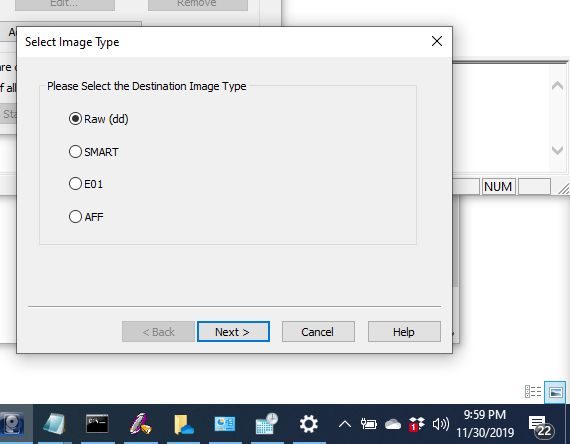 Edit...
Remove
Select Image Type
Please Select the Destination Image Type
Raw (dd)
SMART
E01
AFF
NUM
< Back
Next >
Cancel
Help
9:59 PM
11/30/2019
22